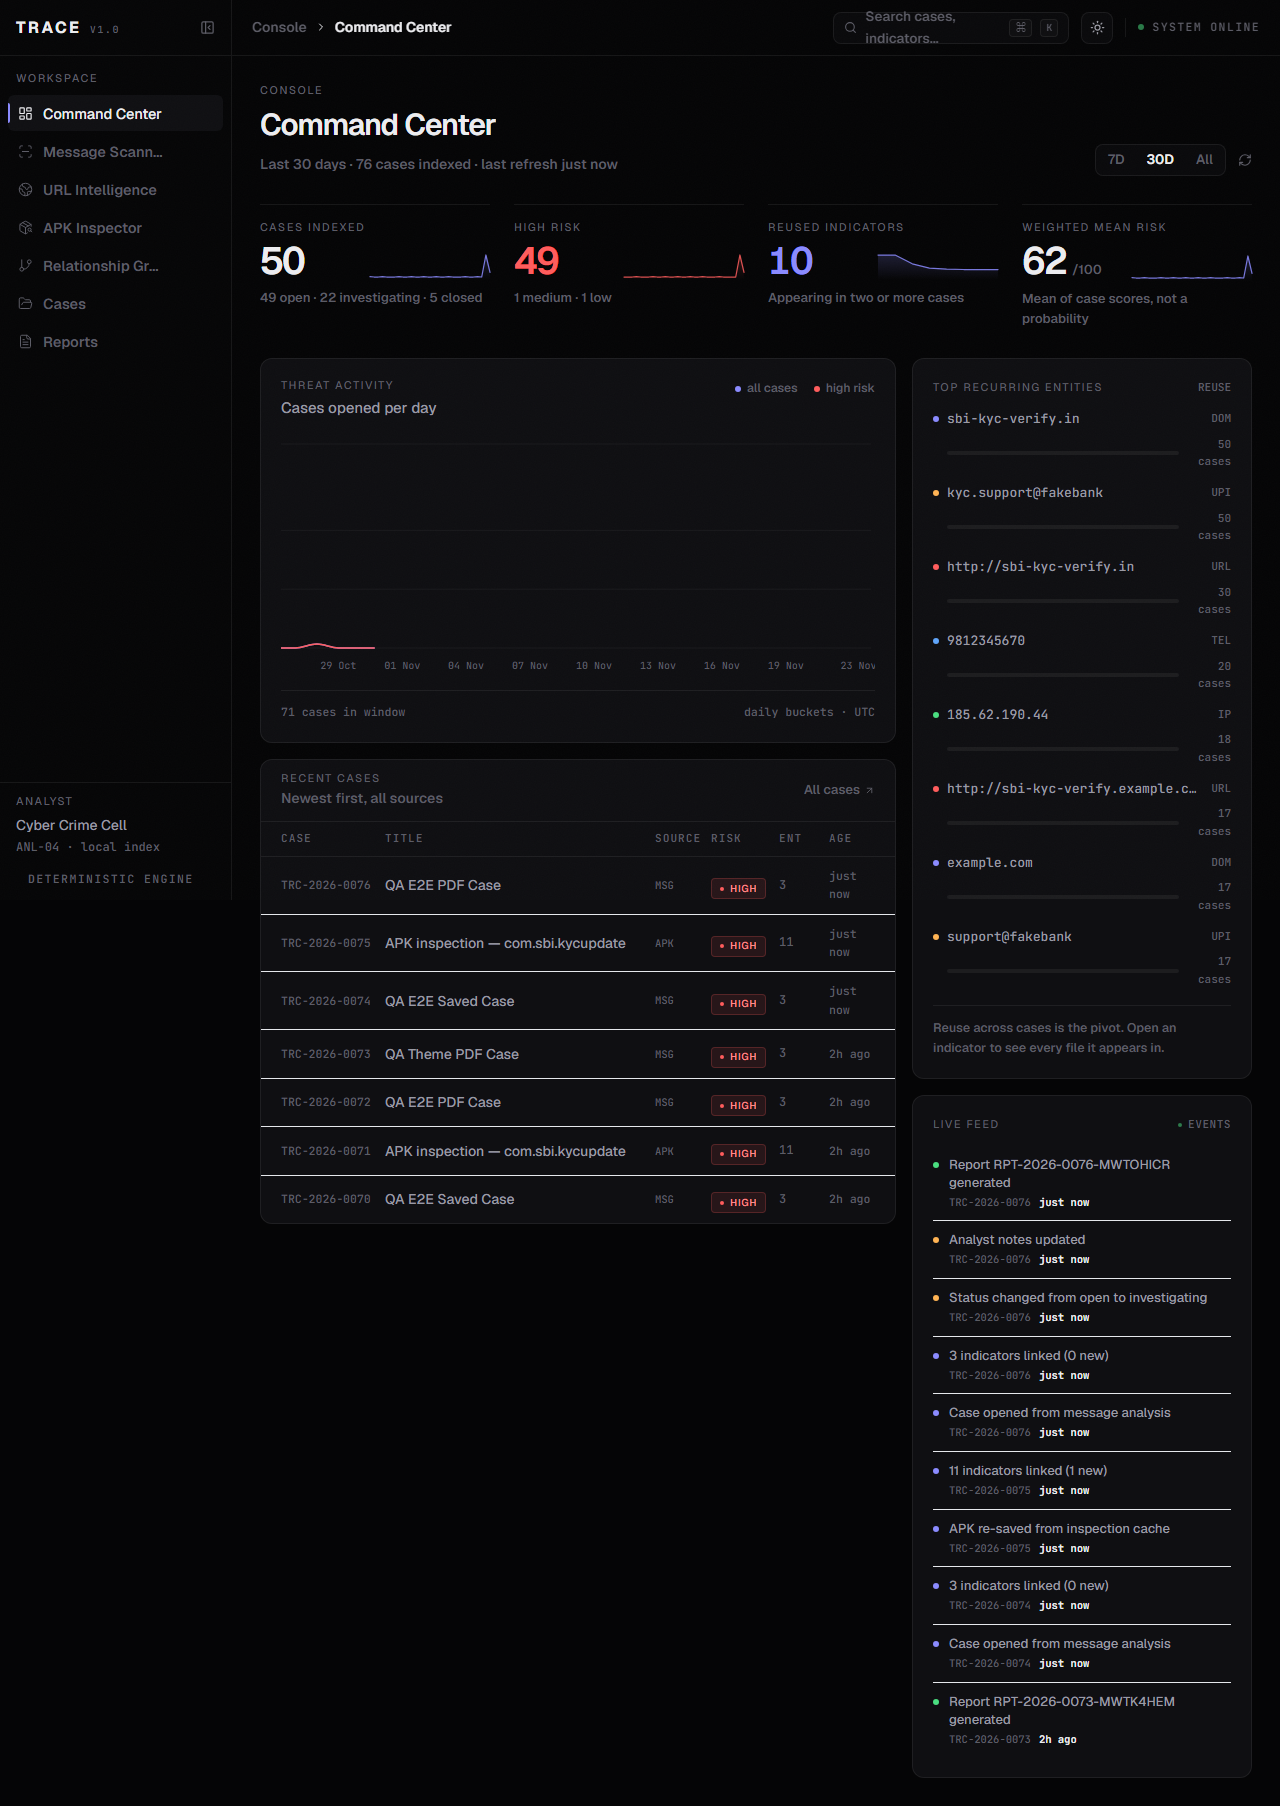 TRACE V1.0
Console > Command Center
Search cases, indicators...
⌘ K
SYSTEM ONLINE
WORKSPACE
Command Center
Message Scann...
URL Intelligence
APK Inspector
Relationship Gr...
Cases
Reports
ANALYST
Cyber Crime Cell
ANL-04 · local index
DETERMINISTIC ENGINE
CONSOLE
Command Center
Last 30 days · 76 cases indexed · last refresh just now
7D 30D All
CASES INDEXED
50
49 open · 22 investigating · 5 closed
HIGH RISK
49
1 medium · 1 low
REUSED INDICATORS
10
Appearing in two or more cases
WEIGHTED MEAN RISK
62 /100
Mean of case scores, not a
probability
THREAT ACTIVITY
Cases opened per day
all cases high risk
29 Oct 01 Nov 04 Nov 07 Nov 10 Nov 13 Nov 16 Nov 19 Nov 23 Nov
71 cases in window
daily buckets · UTC
RECENT CASES
Newest first, all sources
All cases
CASE TITLE SOURCE RISK ENT AGE
TRC-2026-0076 QA E2E PDF Case MSG HIGH 3 just now
TRC-2026-0075 APK inspection — com.sbi.kycupdate APK HIGH 11 just now
TRC-2026-0074 QA E2E Saved Case MSG HIGH 3 just now
TRC-2026-0073 QA Theme PDF Case MSG HIGH 3 2h ago
TRC-2026-0072 QA E2E PDF Case MSG HIGH 3 2h ago
TRC-2026-0071 APK inspection — com.sbi.kycupdate APK HIGH 11 2h ago
TRC-2026-0070 QA E2E Saved Case MSG HIGH 3 2h ago
TOP RECURRING ENTITIES REUSE
sbi-kyc-verify.in DOM
50 cases
kyc.support@fakebank UPI
50 cases
http://sbi-kyc-verify.in URL
30 cases
9812345670 TEL
20 cases
185.62.190.44 IP
18 cases
http://sbi-kyc-verify.example.c... URL
17 cases
example.com DOM
17 cases
support@fakebank UPI
17 cases
Reuse across cases is the pivot. Open an
indicator to see every file it appears in.
LIVE FEED EVENTS
Report RPT-2026-0076-MWTOHICR
generated
TRC-2026-0076 just now
Analyst notes updated
TRC-2026-0076 just now
Status changed from open to investigating
TRC-2026-0076 just now
3 indicators linked (0 new)
TRC-2026-0076 just now
Case opened from message analysis
TRC-2026-0076 just now
11 indicators linked (1 new)
TRC-2026-0075 just now
APK re-saved from inspection cache
TRC-2026-0075 just now
3 indicators linked (0 new)
TRC-2026-0074 just now
Case opened from message analysis
TRC-2026-0074 just now
Report RPT-2026-0073-MWTK4HEM
generated
TRC-2026-0073 2h ago